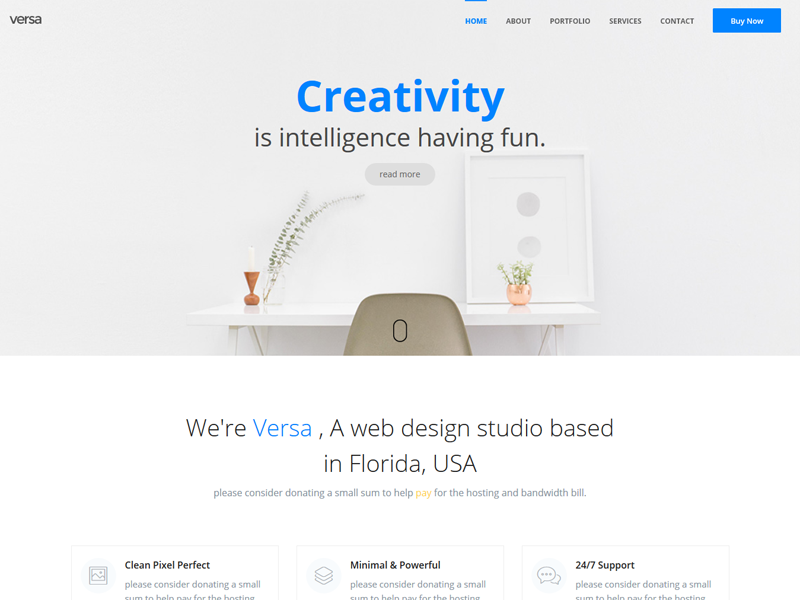 versa
HOME ABOUT PORTFOLIO SERVICES CONTACT Buy Now
Creativity
is intelligence having fun.
read more
We're Versa , A web design studio based
in Florida, USA
please consider donating a small sum to help pay for the hosting and bandwidth bill.
Clean Pixel Perfect
please consider donating a small
sum to help pay for the hosting
Minimal & Powerful
please consider donating a small
sum to help pay for the hosting
24/7 Support
please consider donating a small
sum to help pay for the hosting